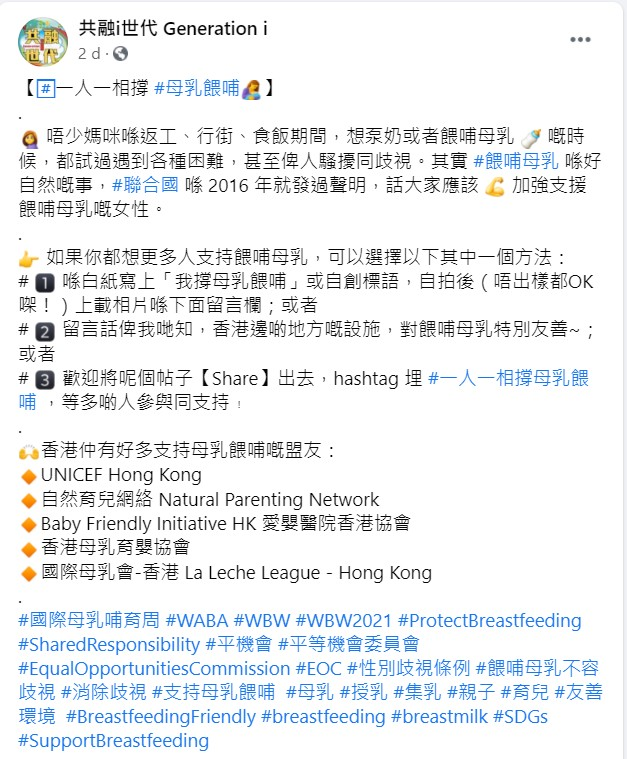 共融i世代 Generation i
2 d ·
【#️⃣一人一相撐 #母乳餵哺🤱】
.
🙍‍♀️ 唔少媽咪喺返工、行街、食飯期間，想泵奶或者餵哺母乳 🍼 嘅時
候，都試過遇到各種困難，甚至俾人騷擾同歧視。其實 #餵哺母乳 喺好
自然嘅事，#聯合國 喺 2016 年就發過聲明，話大家應該 💪 加強支援
餵哺母乳嘅女性。
.
👉 如果你都想更多人支持餵哺母乳，可以選擇以下其中一個方法：
# 1️⃣ 喺白紙寫上「我撐母乳餵哺」或自創標語，自拍後（唔出樣都OK
㗎！）上載相片喺下面留言欄；或者
# 2️⃣ 留言話俾我哋知，香港邊啲地方嘅設施，對餵哺母乳特別友善~；
或者
# 3️⃣ 歡迎將呢個帖子【Share】出去，hashtag 埋 #一人一相撐母乳餵
哺 ，等多啲人參與同支持﹗
.
🙌香港仲有好多支持母乳餵哺嘅盟友：
🔸UNICEF Hong Kong
🔸自然育兒網絡 Natural Parenting Network
🔸Baby Friendly Initiative HK 愛嬰醫院香港協會
🔸香港母乳育嬰協會
🔸國際母乳會-香港 La Leche League - Hong Kong
.
#國際母乳哺育周 #WABA #WBW #WBW2021 #ProtectBreastfeeding
#SharedResponsibility #平機會 #平等機會委員會
#EqualOpportunitiesCommission #EOC #性別歧視條例 #餵哺母乳不容
歧視 #消除歧視 #支持母乳餵哺 #母乳 #授乳 #集乳 #親子 #育兒 #友善
環境 #BreastfeedingFriendly #breastfeeding #breastmilk #SDGs
#SupportBreastfeeding